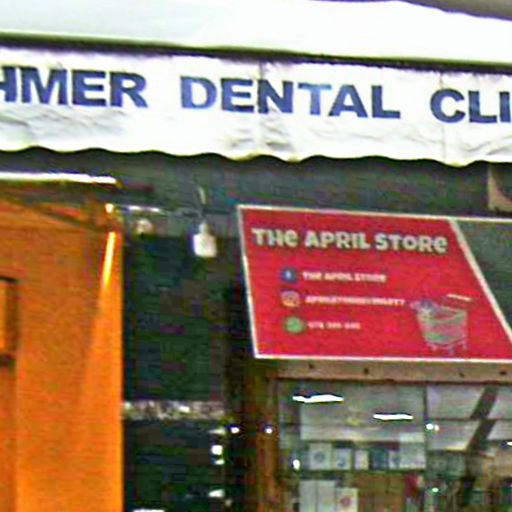 HMER DENTAL CLI
THE APRIL STORE
THE APRIL STORE